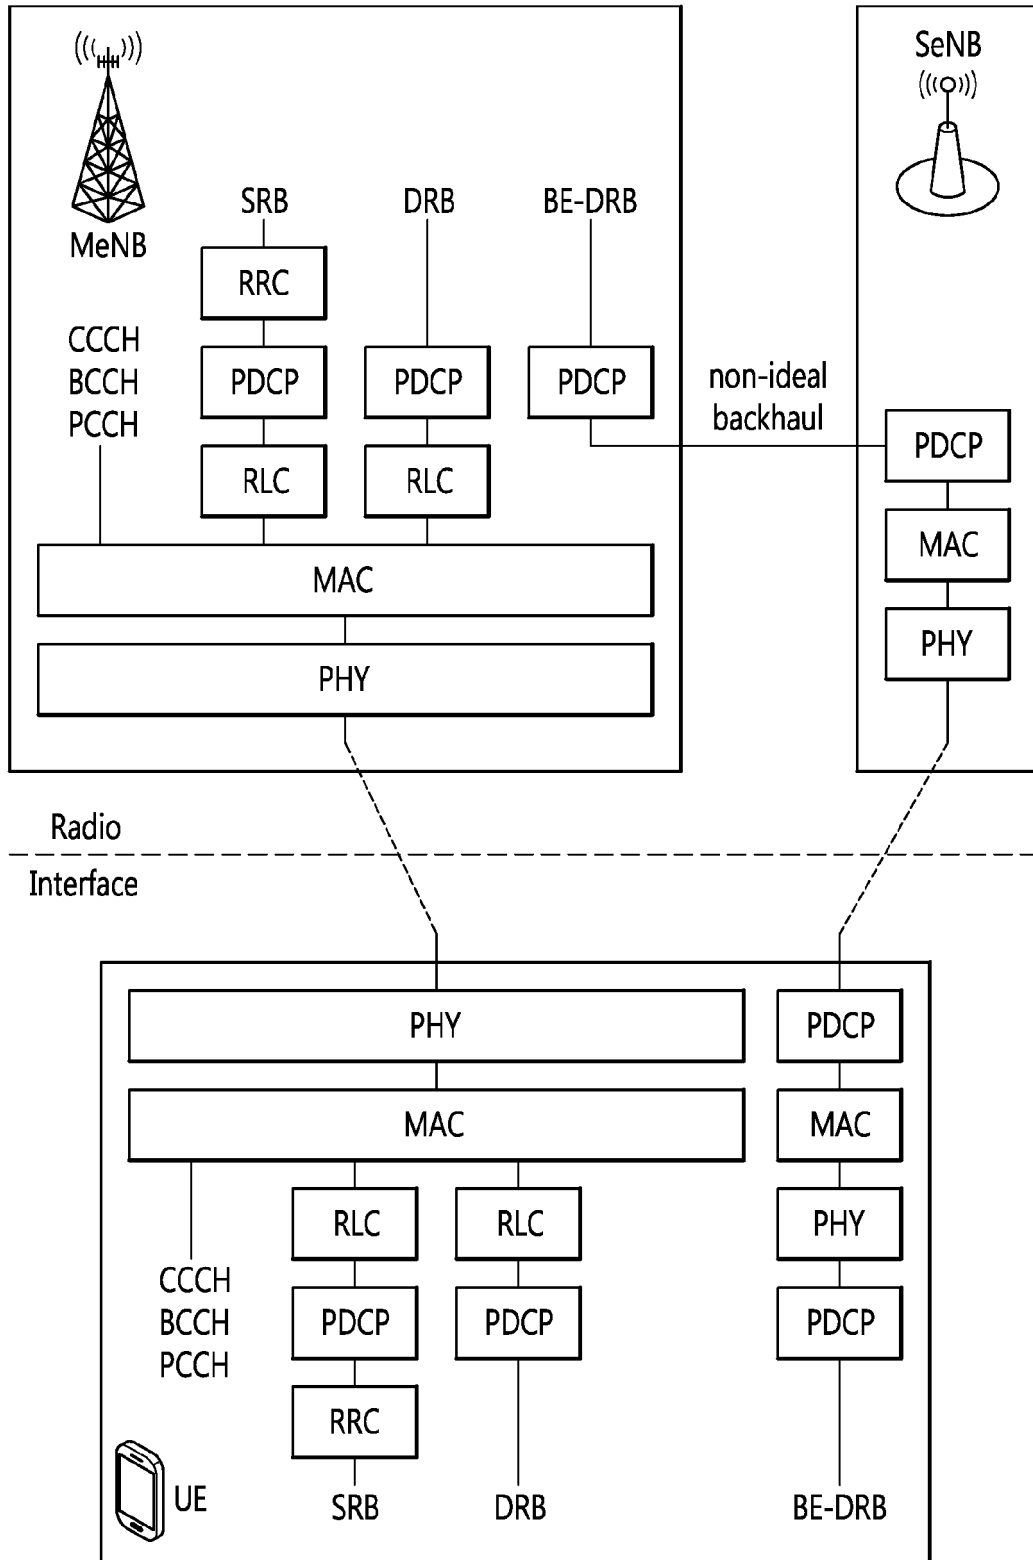 SeNB
MeNB
SRB
DRB
BE-DRB
RRC
CCCH
BCCH
PCCH
PDCP
PDCP
PDCP
non-ideal
backhaul
RLC
RLC
PDCP
MAC
MAC
PHY
PHY
Radio
Interface
PHY
PDCP
MAC
MAC
RLC
RLC
PHY
CCCH
BCCH
PCCH
PDCP
PDCP
PDCP
RRC
UE
SRB
DRB
BE-DRB